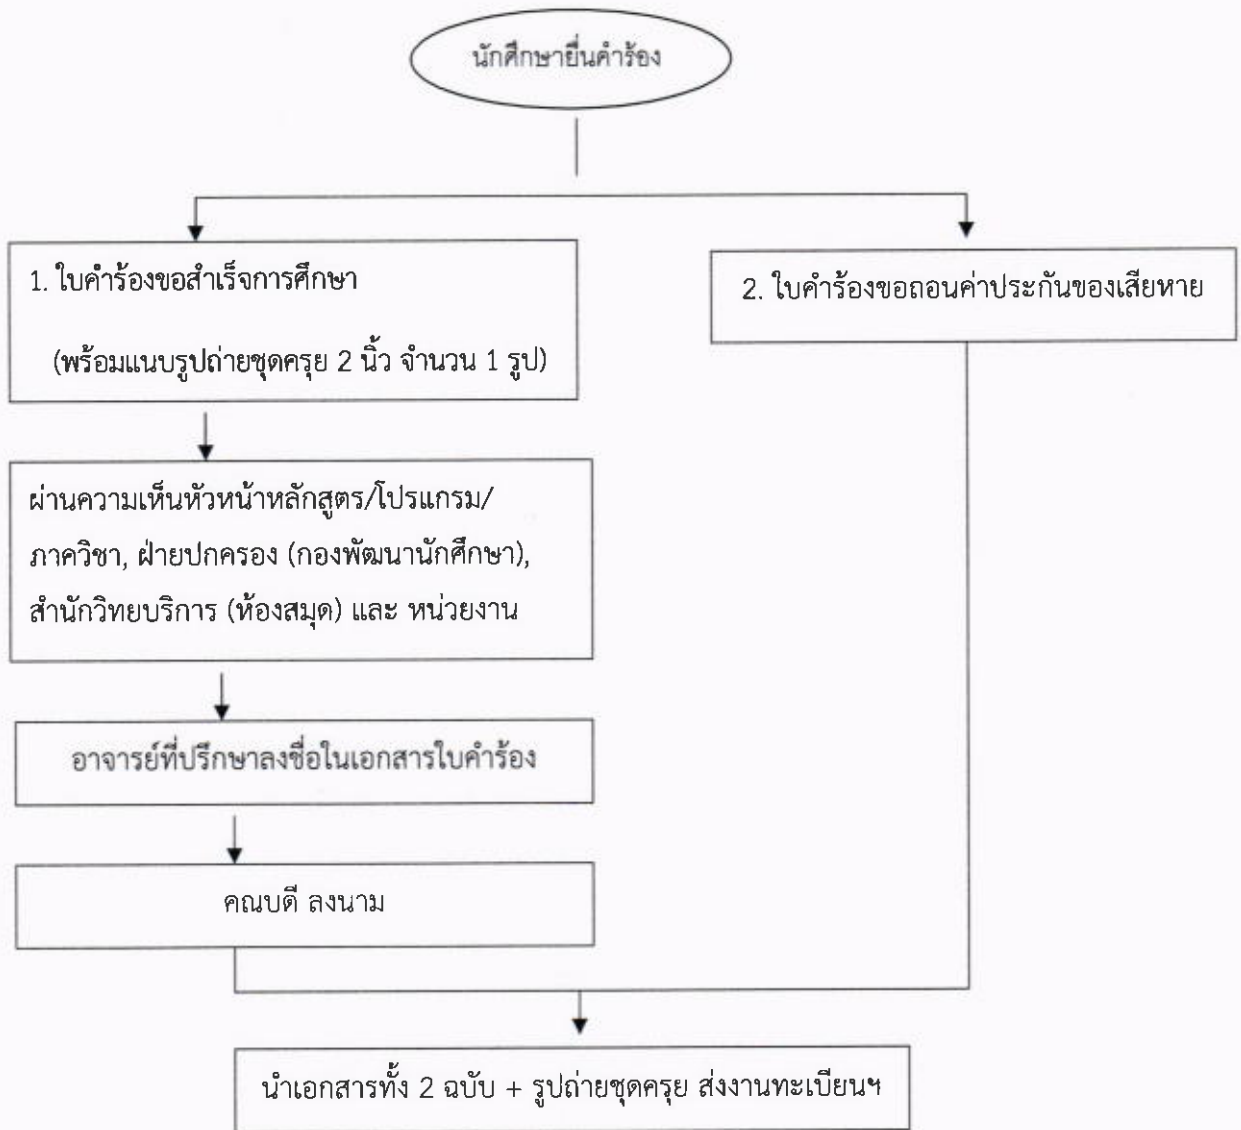 นักศึกษายื่นคำร้อง
1. ใบคำร้องขอสำเร็จการศึกษา
(พร้อมแนบรูปถ่ายชุดครุย 2 นิ้ว จำนวน 1 รูป)
2. ใบคำร้องขอถอนค่าประกันของเสียหาย
ผ่านความเห็นหัวหน้าหลักสูตร/โปรแกรม/
ภาควิชา, ฝ่ายปกครอง (กองพัฒนานักศึกษา),
สำนักวิทยบริการ (ห้องสมุด) และ หน่วยงาน
อาจารย์ที่ปรึกษาลงชื่อในเอกสารใบคำร้อง
คณบดี ลงนาม
นำเอกสารทั้ง 2 ฉบับ + รูปถ่ายชุดครุย ส่งงานทะเบียนฯ